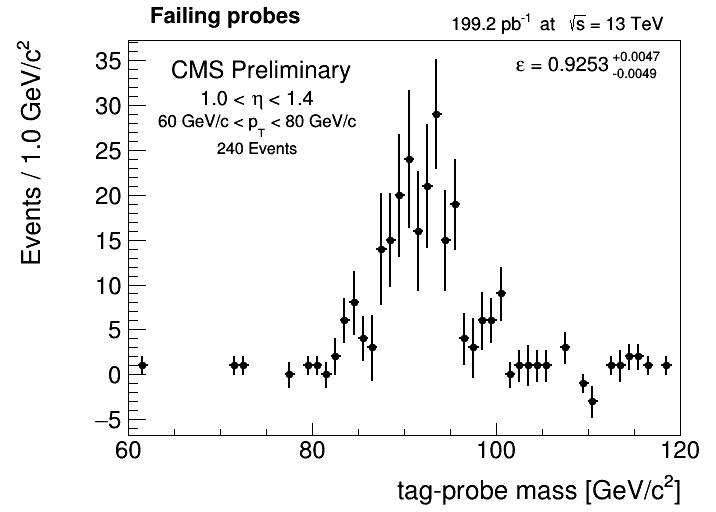 Failing probes
199.2 pb⁻¹ at √s = 13 TeV
CMS Preliminary
1.0 < η < 1.4
60 GeV/c < p_T < 80 GeV/c
240 Events
ε = 0.9253 +0.0047 -0.0049
Events / 1.0 GeV/c²
35
30
25
20
15
10
5
0
−5
60 80 100 120
tag-probe mass [GeV/c²]